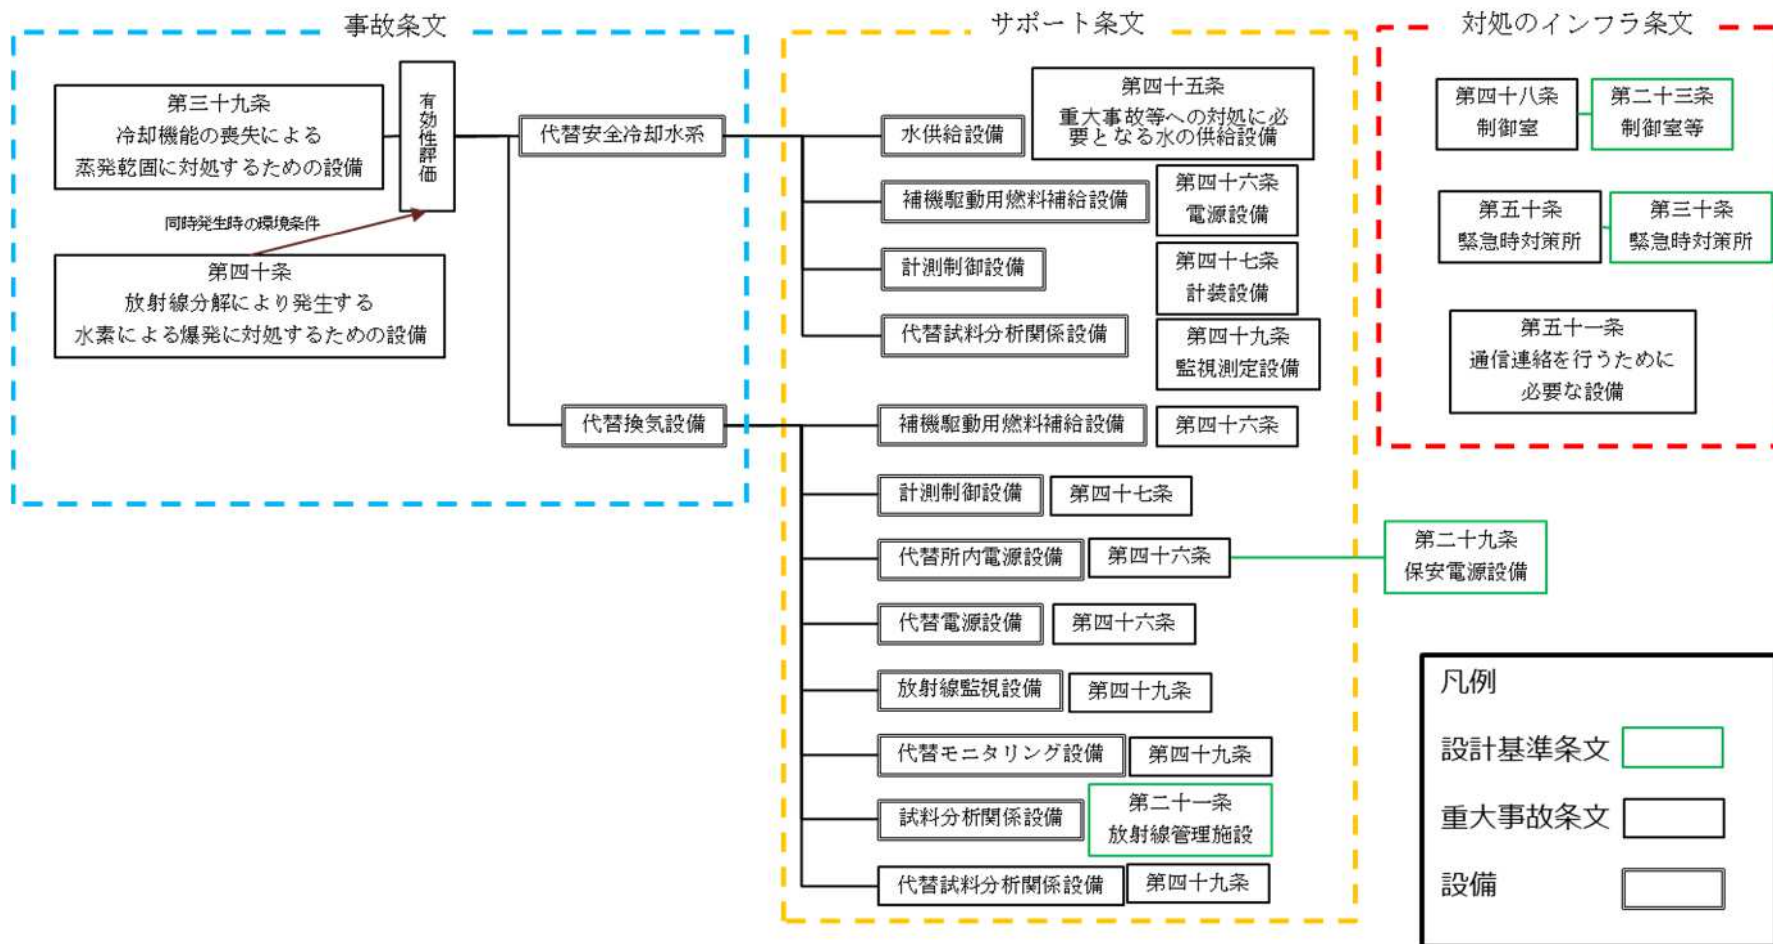 事故条文
第三十九条
冷却機能の喪失による
蒸発乾固に対処するための設備
有効性評価
同時発生時の環境条件
第四十条
放射線分解により発生する
水素による爆発に対処するための設備
代替安全冷却水系
代替換気設備
サポート条文
水供給設備
第四十五条
重大事故等への対処に必
要となる水の供給設備
補機駆動用燃料補給設備
第四十六条
電源設備
計測制御設備
第四十七条
計装設備
代替試料分析関係設備
第四十九条
監視測定設備
補機駆動用燃料補給設備
第四十六条
計測制御設備
第四十七条
代替所内電源設備
第四十六条
代替電源設備
第四十六条
放射線監視設備
第四十九条
代替モニタリング設備
第四十九条
試料分析関係設備
第二十一条
放射線管理施設
代替試料分析関係設備
第四十九条
対処のインフラ条文
第四十八条
制御室
第二十三条
制御室等
第五十条
緊急時対策所
第三十条
緊急時対策所
第五十一条
通信連絡を行うために
必要な設備
第二十九条
保安電源設備
凡例
設計基準条文
重大事故条文
設備